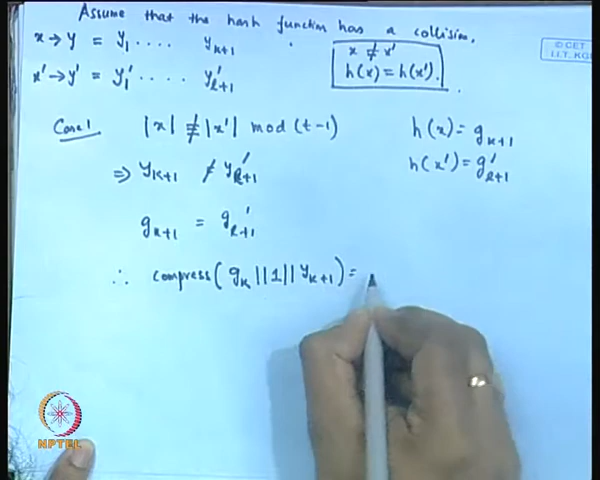 Assume that the hash function has a collision.
x → y = y₁ .... yₖ₊₁
x' → y' = y₁' .... y'ₗ₊₁
x ≠ x'
h(x) = h(x').
© CET
I.I.T. KGP
Case 1 |x| ≢ |x'| mod (t-1)
h(x) = gₖ₊₁
h(x') = g'ₗ₊₁
⇒ yₖ₊₁ ≠ y'ₗ₊₁
gₖ₊₁ = g'ₗ₊₁
∴ compress(gₖ || 1 || yₖ₊₁) =
NPTEL